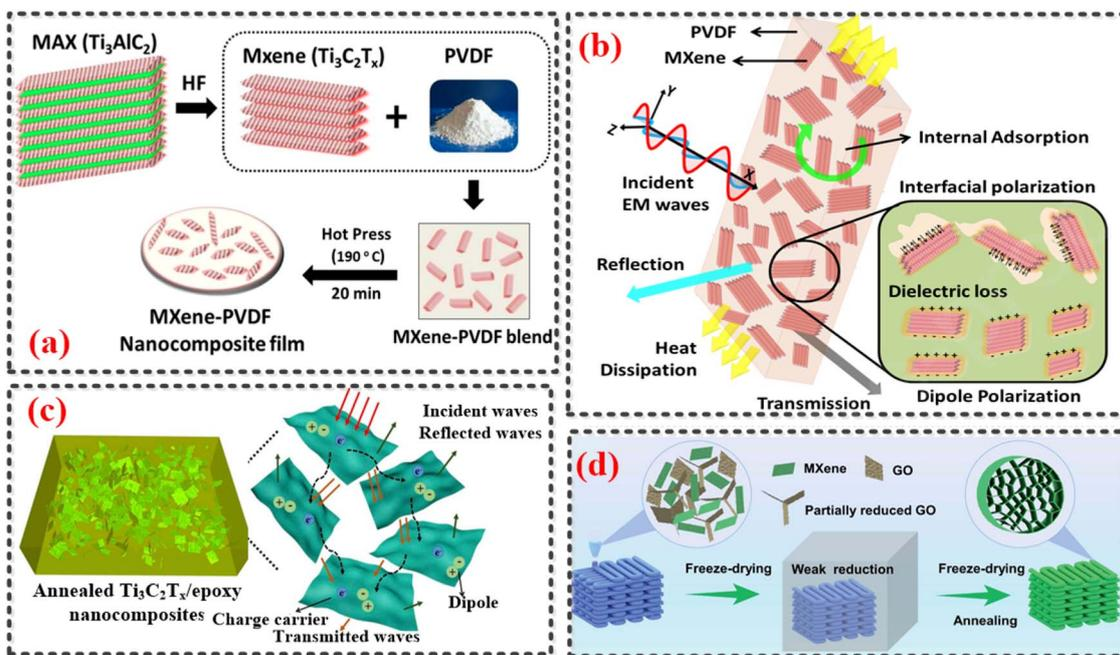 MAX (Ti₃AlC₂)
HF
Mxene (Ti₃C₂Tₓ)
+
PVDF
Hot Press
(190 ° C)
20 min
MXene-PVDF
Nanocomposite film
MXene-PVDF blend
(a)
(b)
PVDF
MXene
Y
Z
X
Incident
EM waves
Internal Adsorption
Interfacial polarization
Reflection
Dielectric loss
Heat
Dissipation
Transmission
Dipole Polarization
(c)
Incident waves
Reflected waves
Annealed Ti₃C₂Tₓ/epoxy
nanocomposites
Charge carrier
Dipole
Transmitted waves
(d)
MXene
GO
Partially reduced GO
Freeze-drying
Weak reduction
Freeze-drying
Annealing